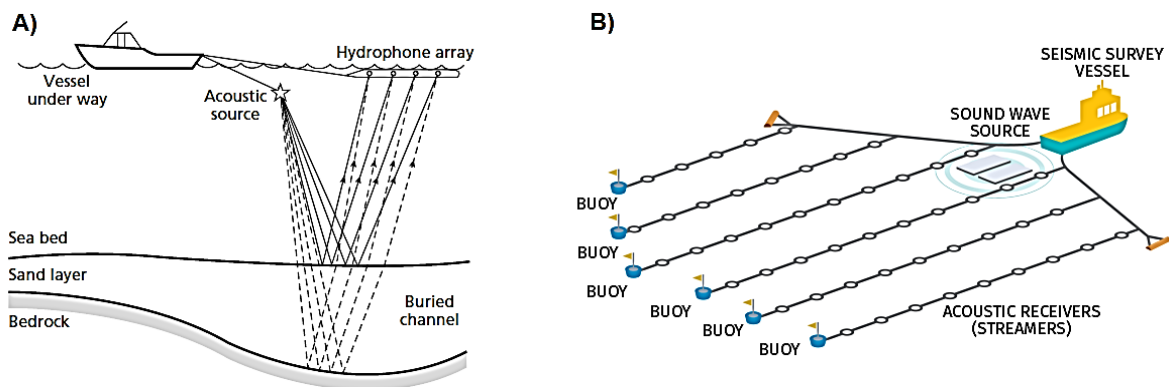 A)
Vessel
under way
Acoustic
source
Hydrophone array
Sea bed
Sand layer
Bedrock
Buried
channel
B)
SEISMIC SURVEY
VESSEL
SOUND WAVE
SOURCE
BUOY
BUOY
BUOY
BUOY
BUOY
BUOY
ACOUSTIC RECEIVERS
(STREAMERS)